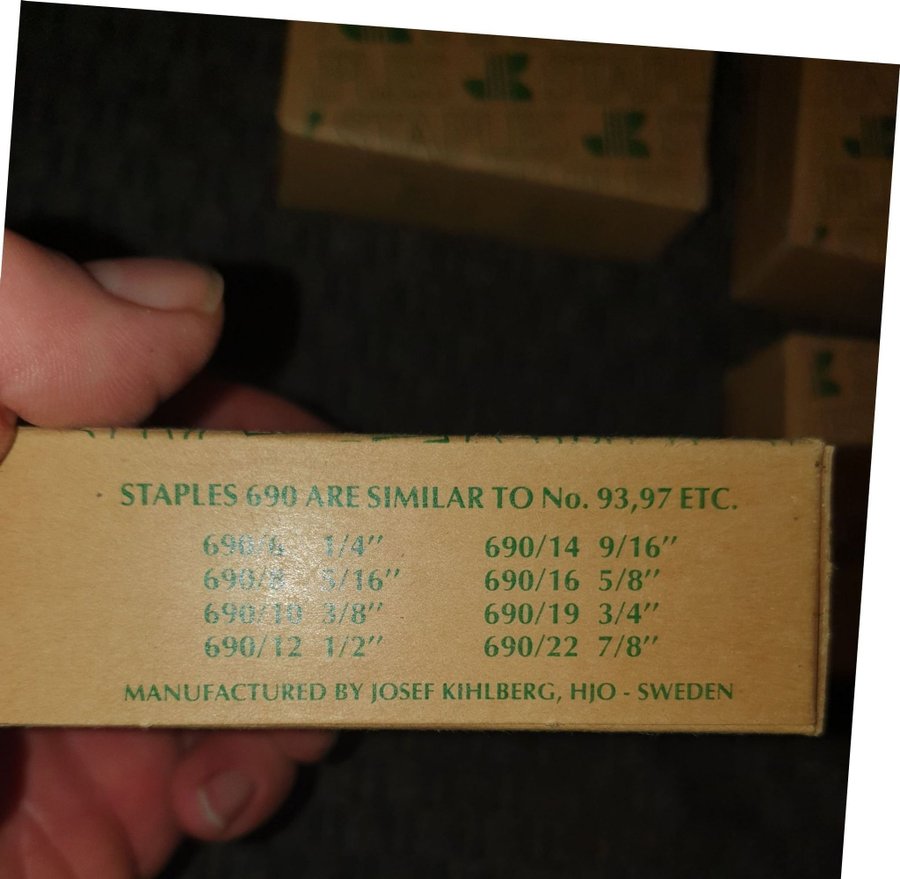 STAPLES 690 ARE SIMILAR TO No. 93,97 ETC.
690/6 1/4″ 690/14 9/16″
690/8 5/16″ 690/16 5/8″
690/10 3/8″ 690/19 3/4″
690/12 1/2″ 690/22 7/8″
MANUFACTURED BY JOSEF KIHLBERG, HJO - SWEDEN